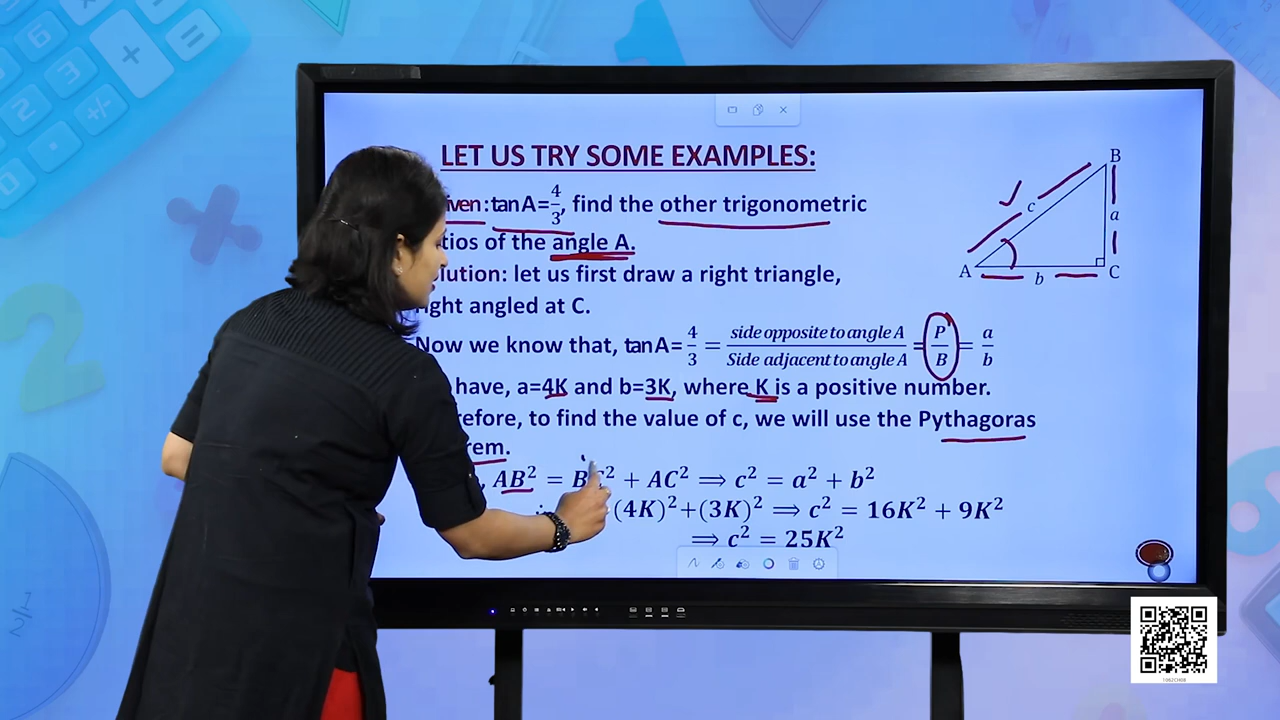 LET US TRY SOME EXAMPLES:
iven: tanA=4/3, find the other trigonometric
tios of the angle A.
lution: let us first draw a right triangle,
ght angled at C.
Now we know that, tanA= 4/3 = side opposite to angle A / Side adjacent to angle A = P/B = a/b
have, a=4K and b=3K, where K is a positive number.
refore, to find the value of c, we will use the Pythagoras
rem.
, AB² = BC² + AC² ⟹ c² = a² + b²
(4K)²+(3K)² ⟹ c² = 16K² + 9K²
⟹ c² = 25K²
B
c
a
A
b
C